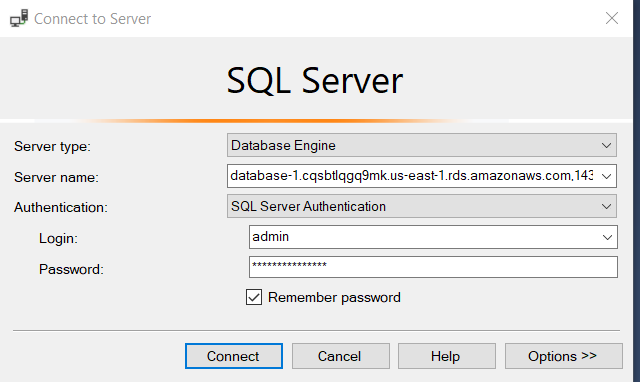 Connect to Server
SQL Server
Server type: Database Engine
Server name: database-1.cqsbtlqgq9mk.us-east-1.rds.amazonaws.com,143
Authentication: SQL Server Authentication
Login: admin
Password: ***************
Remember password
Connect Cancel Help Options >>